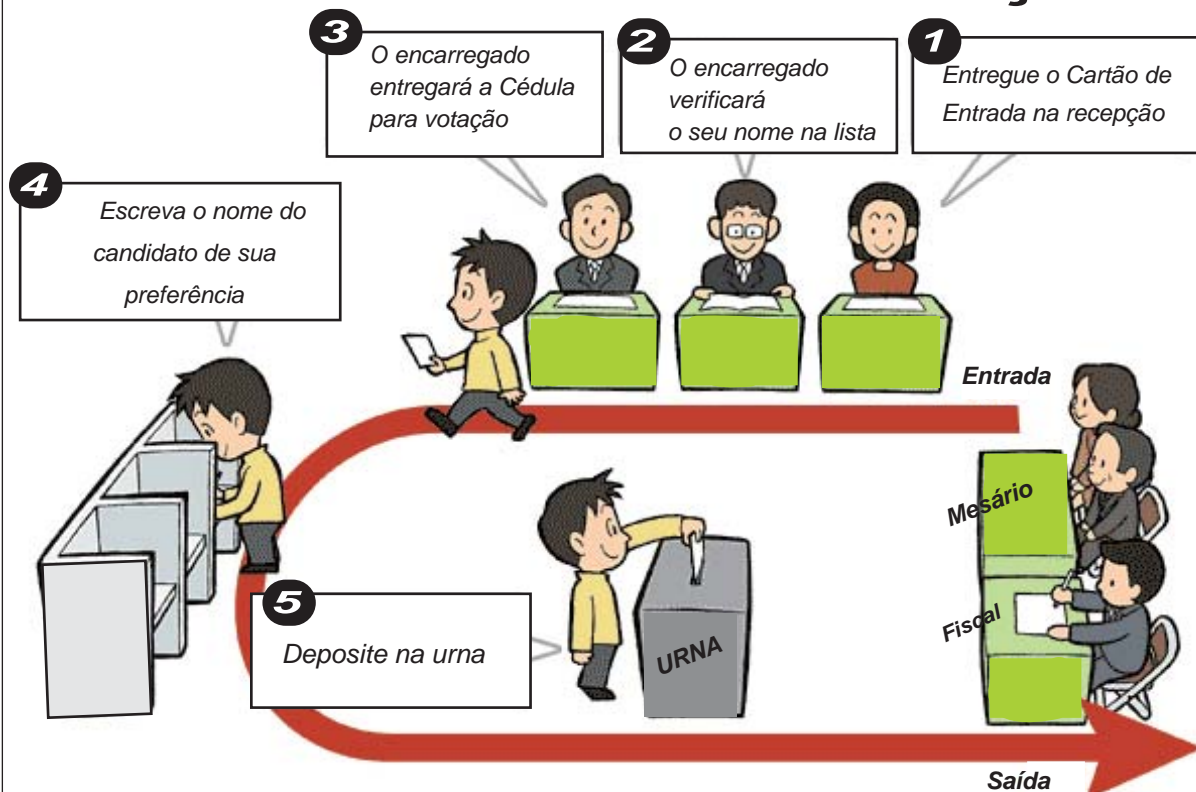 1
Entregue o Cartão de
Entrada na recepção
2
O encarregado
verificará
o seu nome na lista
3
O encarregado
entregará a Cédula
para votação
4
Escreva o nome do
candidato de sua
preferência
Entrada
Mesário
Fiscal
5
Deposite na urna
URNA
Saída